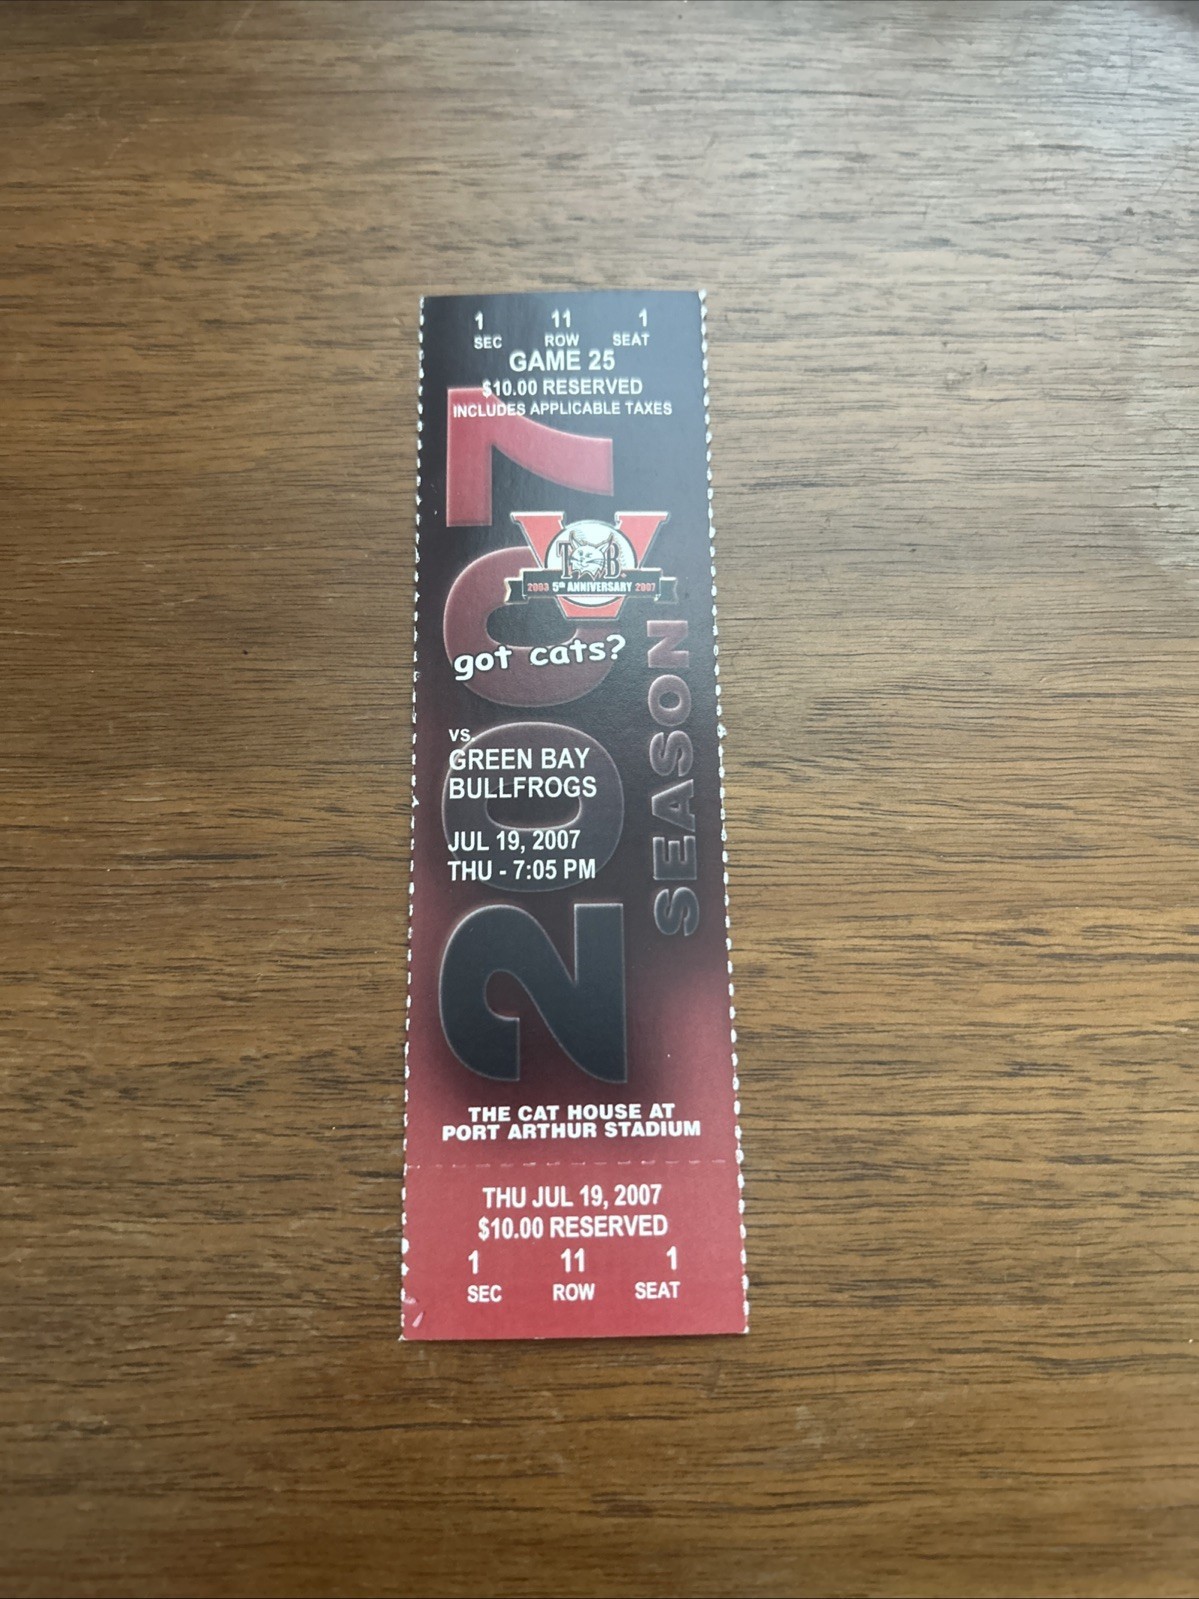 1 11 1
SEC ROW SEAT
GAME 25
$10.00 RESERVED
INCLUDES APPLICABLE TAXES
2007
SEASON
T B
2003 5th ANNIVERSARY 2007
got cats?
VS.
GREEN BAY
BULLFROGS
JUL 19, 2007
THU - 7:05 PM
THE CAT HOUSE AT
PORT ARTHUR STADIUM
THU JUL 19, 2007
$10.00 RESERVED
1 11 1
SEC ROW SEAT